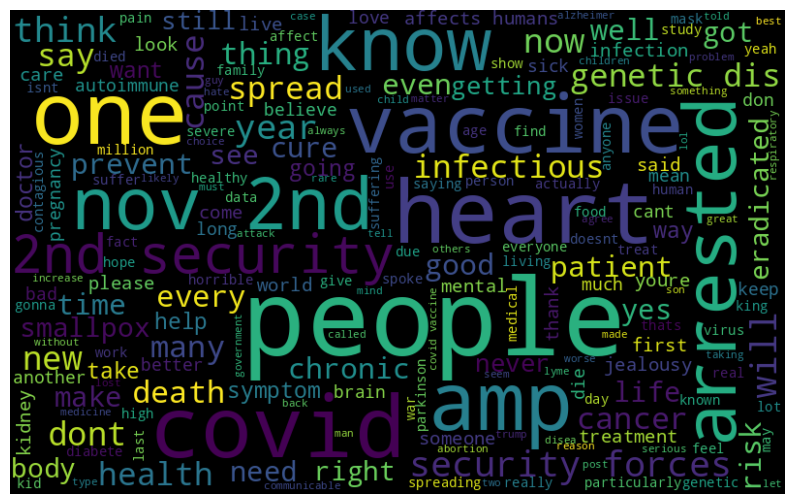 pain
case
alzheimer
told
best
think
died
still
live
love affects humans
mask
study
yeah
say
look
cause
affect
know
now
well
got
infection
thing
family
show
sick
children
problem
care
want
guy
hate
used
child
matter
issue
something
isnt
autoimmune
point
spread
even
getting
genetic dis
one
believe
severe
always
vaccine
women
lol
don
respiratory
million
choice
year
cure
age
find
anyone
prevent
see
infectious
said
mean
doctor
contagious
suffer
likely
healthy
going
must
rare
suffering
use
saying
person
actually
human
eradicated
arrested
pregnancy
nov 2nd
data
come
heart
food
cant
way
agree
great
long
attack
tell
doesnt
2nd security
fact
due
others
everyone
treat
hope
horrible
spoke
good
living
patient
increase
please
world
give
mind
mental
much
youre
keep
bad
gonna
time
every
people
medical
thank
son
yes
king
smallpox
help
government
called
covid vaccine
made
thats
virus
without
work
many
never
first
taking
new
take
better
chronic
seem
lyme
worse
jealousy
real
will
another
lost
death
symptom
brain
parkinson
war
amp
die
day
known
lot
make
life
kidney
medicine
high
back
covid
someone
trump
disea
cancer
risk
dont
diabete
man
abortion
reason
treatment
feel
may
body
last
health
need
right
security forces
serious
kid
type
communicable
spreading
two
really
post
particularly
genetic
let